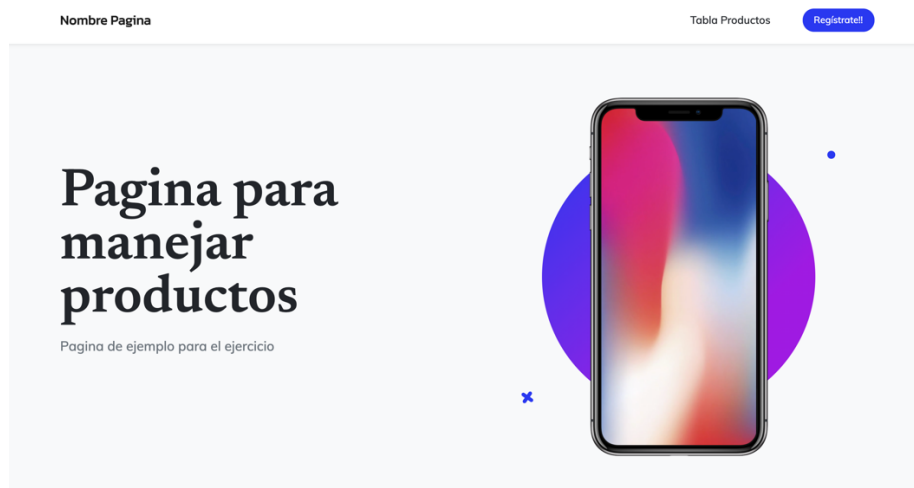 Nombre Pagina
Tabla Productos
Regístrate!!
Pagina para
manejar
productos
Pagina de ejemplo para el ejercicio